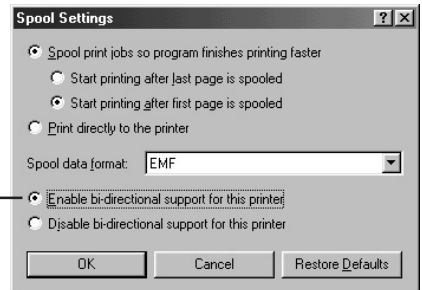 Spool Settings
Spool print jobs so program finishes printing faster
Start printing after last page is spooled
Start printing after first page is spooled
Print directly to the printer
Spool data format: EMF
Enable bi-directional support for this printer
Disable bi-directional support for this printer
OK Cancel Restore Defaults